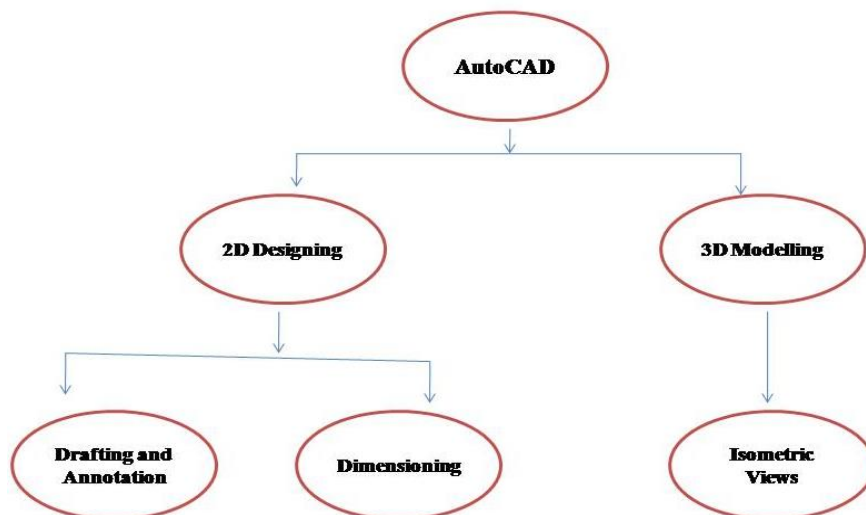 AutoCAD
2D Designing
3D Modelling
Drafting and
Annotation
Dimensioning
Isometric
Views